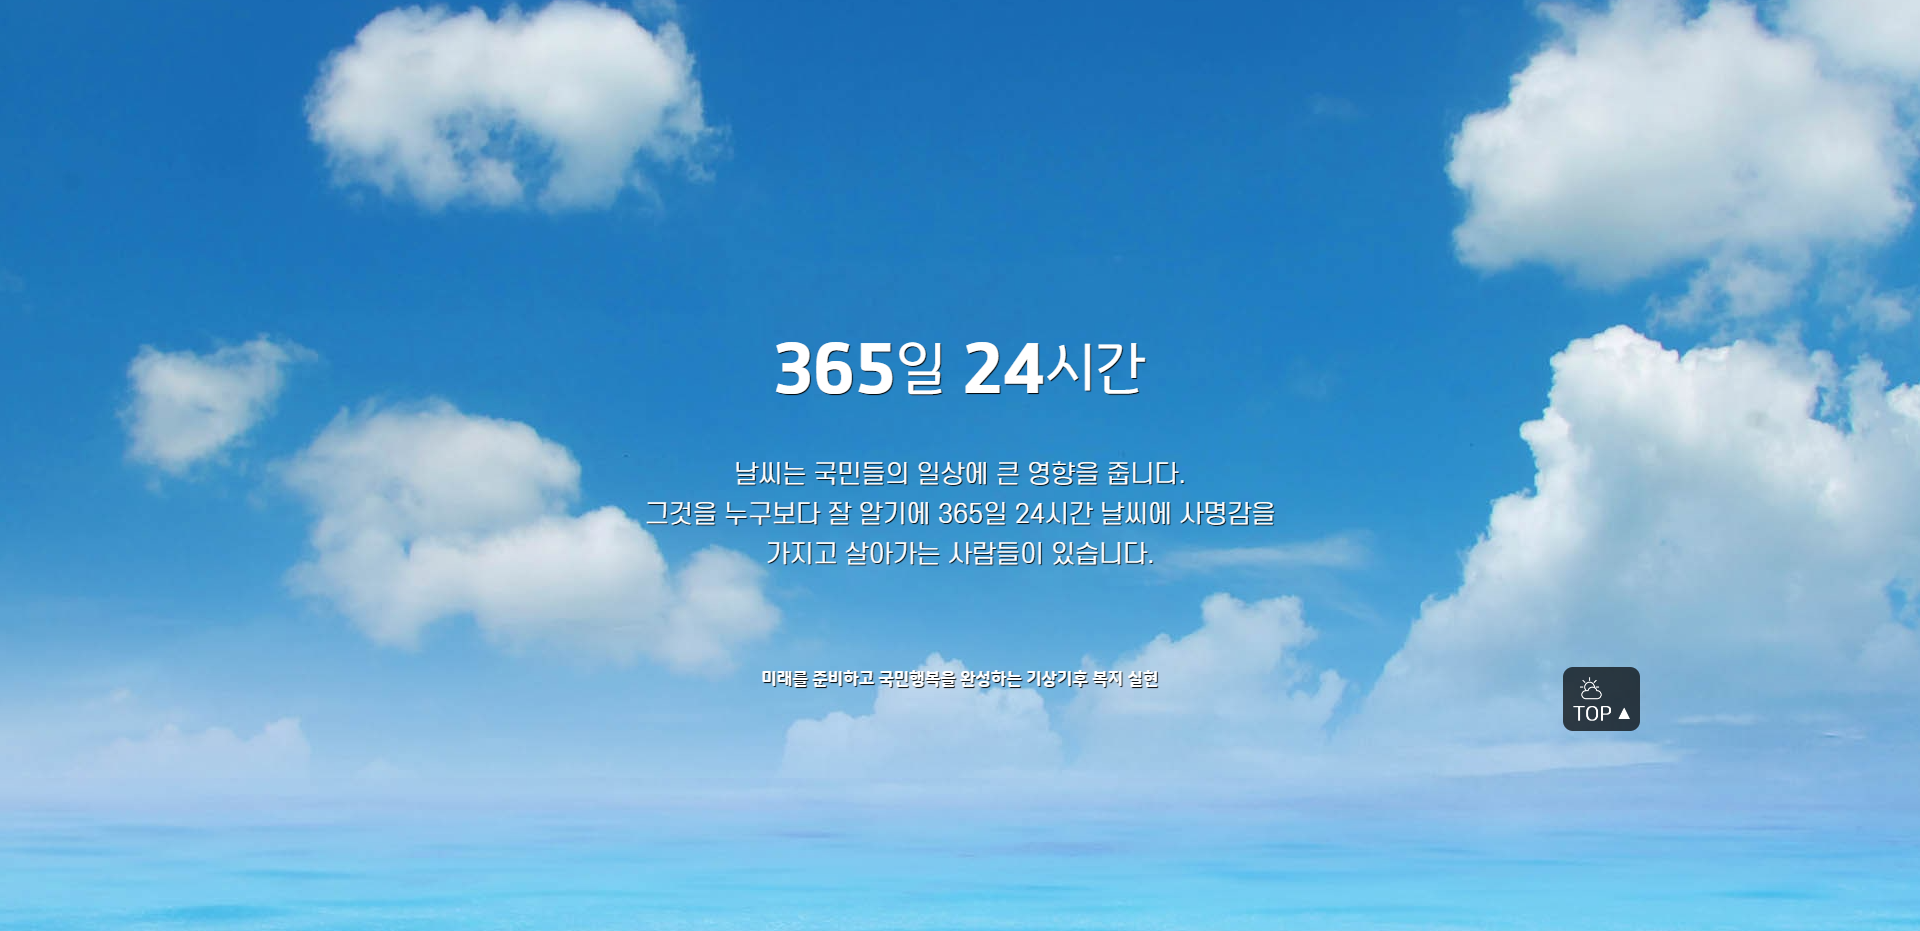 365일 24시간
날씨는 국민들의 일상에 큰 영향을 줍니다.
그것을 누구보다 잘 알기에 365일 24시간 날씨에 사명감을
가지고 살아가는 사람들이 있습니다.
미래를 준비하고 국민행복을 완성하는 기상기후 복지 실현
TOP ▲